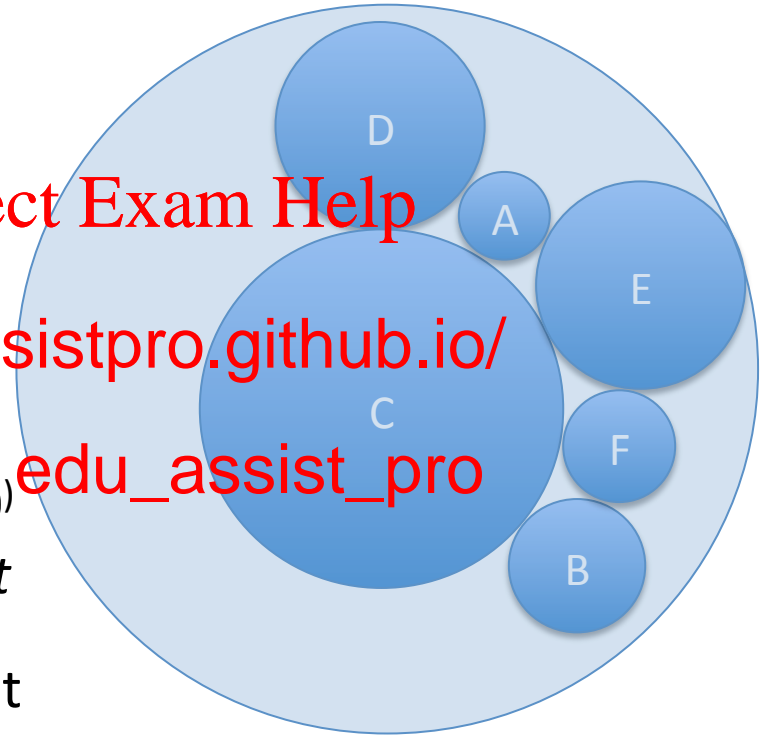 D
ect Exam Help
A
E
sistpro.github.io/
C
F
edu_assist_pro
)
B
t
t